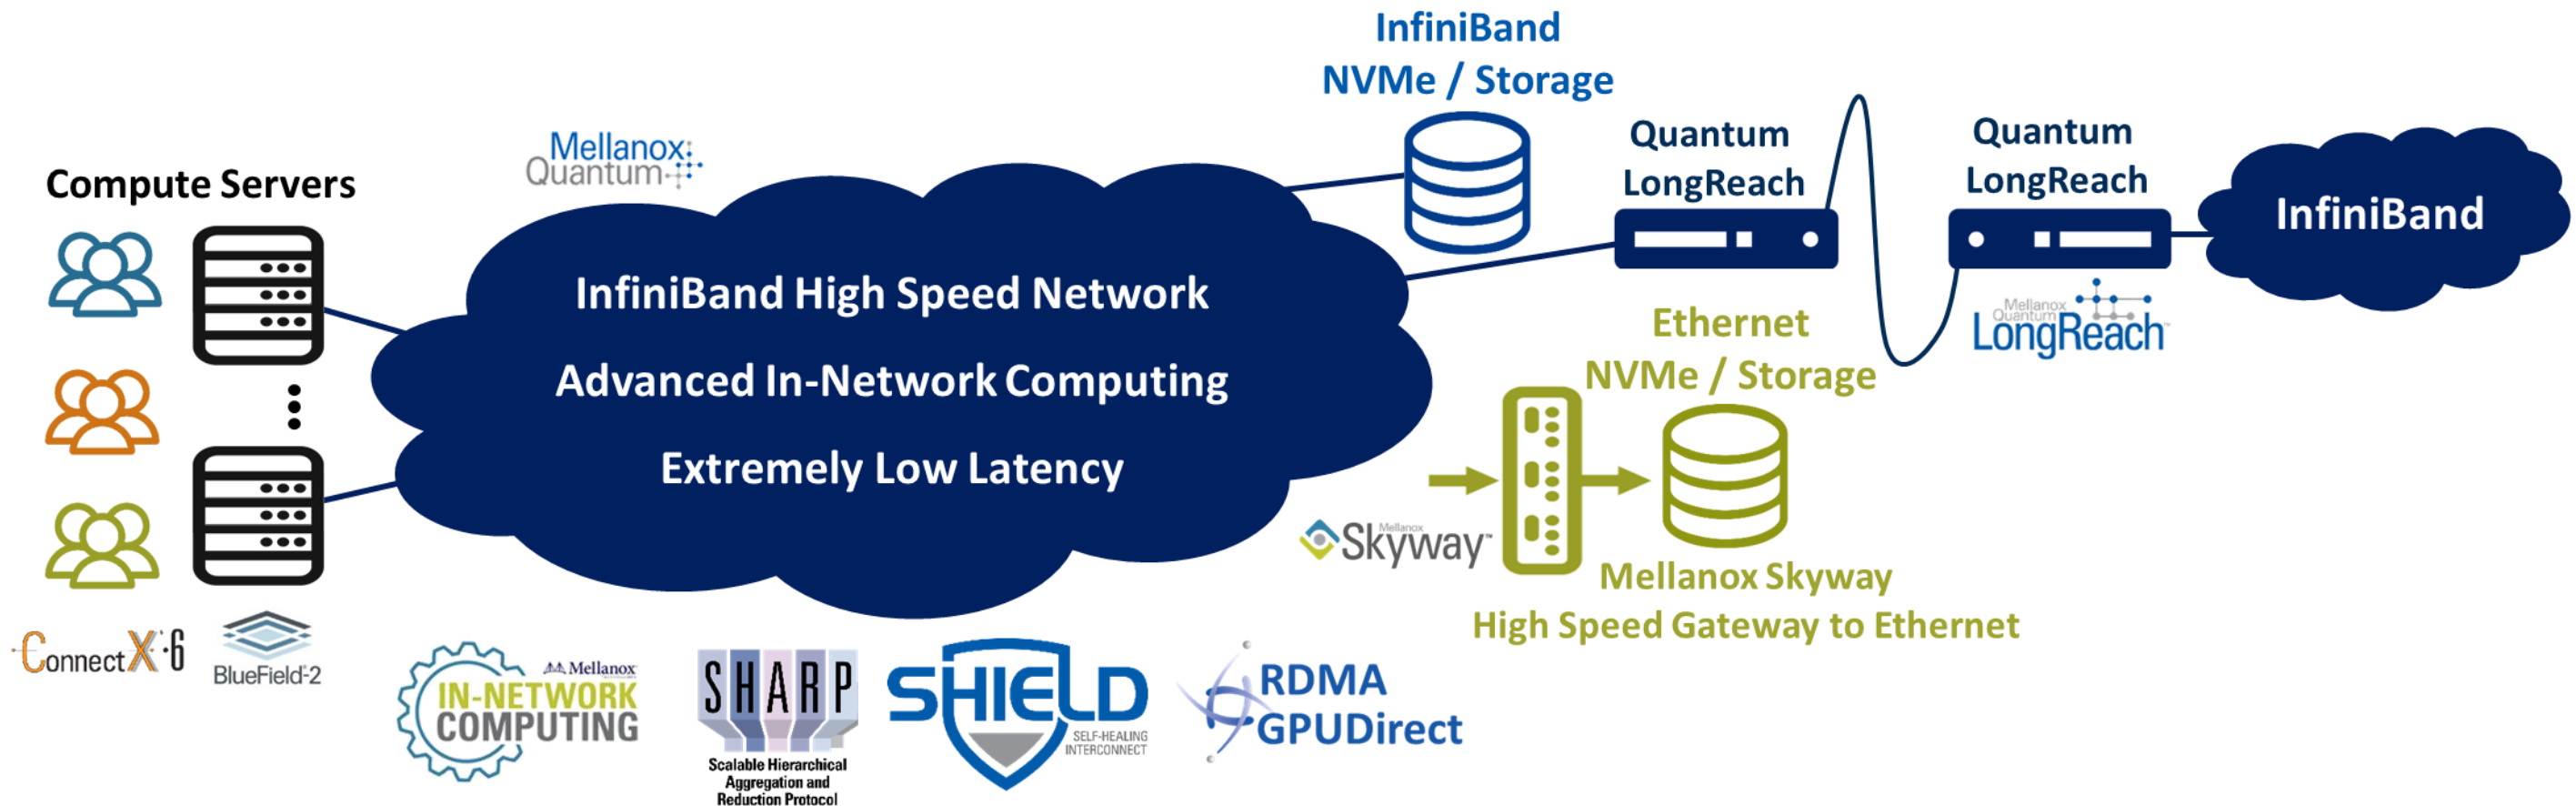 InfiniBand
NVMe / Storage
Mellanox
Quantum
Compute Servers
Quantum
LongReach
Quantum
LongReach
InfiniBand
InfiniBand High Speed Network
Advanced In-Network Computing
Extremely Low Latency
Mellanox
Quantum
LongReach™
Ethernet
NVMe / Storage
Mellanox
Skyway™
Mellanox Skyway
High Speed Gateway to Ethernet
ConnectX-6
BlueField-2
Mellanox
IN-NETWORK
COMPUTING
SHARP
Scalable Hierarchical
Aggregation and
Reduction Protocol
SHIELD
SELF-HEALING
INTERCONNECT
RDMA
GPUDirect